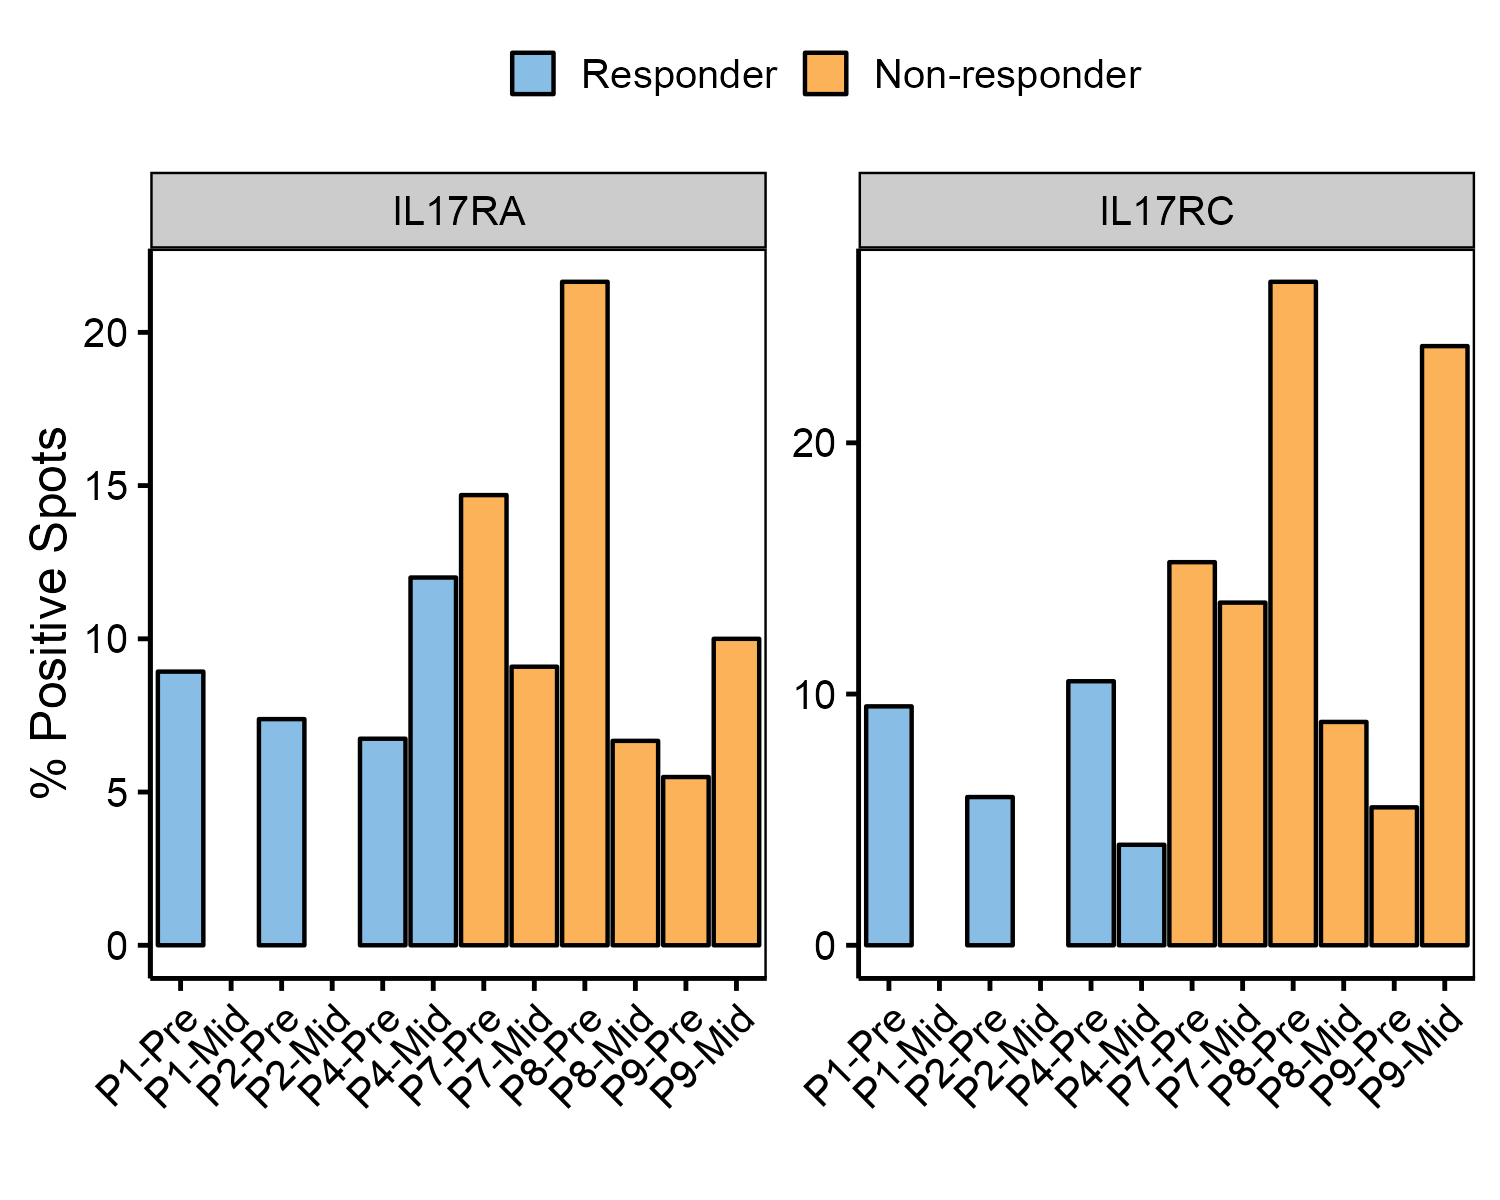 Responder Non-responder
IL17RA
IL17RC
% Positive Spots
20
15
10
5
0
20
10
0
P1-Pre P1-Mid P2-Pre P2-Mid P4-Pre P4-Mid P7-Pre P7-Mid P8-Pre P8-Mid P9-Pre P9-Mid
P1-Pre P1-Mid P2-Pre P2-Mid P4-Pre P4-Mid P7-Pre P7-Mid P8-Pre P8-Mid P9-Pre P9-Mid